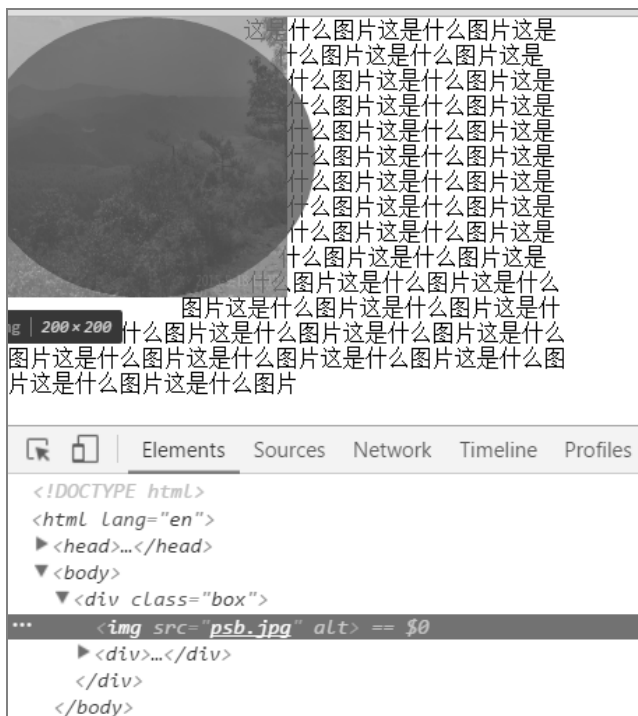 这是什么图片这是什么图片这是
什么图片这是什么图片这是
什么图片这是什么图片这是
什么图片这是什么图片这是
什么图片这是什么图片这是
什么图片这是什么图片这是
什么图片这是什么图片这是
什么图片这是什么图片这是
什么图片这是什么图片这是
什么图片这是什么图片这是
什么图片这是什么图片这是什么
图片这是什么图片这是什么图片这是什
200 × 200 什么图片这是什么图片这是什么图片这是什么
图片这是什么图片这是什么图片这是什么图片这是什么图
片这是什么图片这是什么图片
Elements Sources Network Timeline Profiles
<!DOCTYPE html>
<html lang="en">
▶<head>…</head>
▼<body>
▼<div class="box">
••• <img src="psb.jpg" alt> == $0
▶<div>…</div>
</div>
</body>